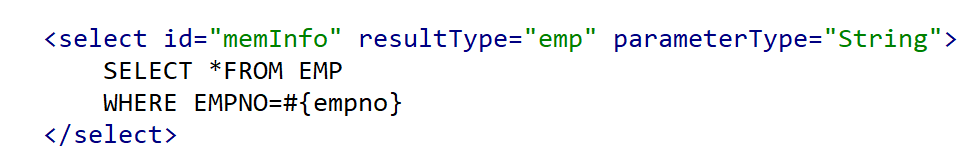 <select id="memInfo" resultType="emp" parameterType="String">
    SELECT *FROM EMP
    WHERE EMPNO=#{empno}
</select>